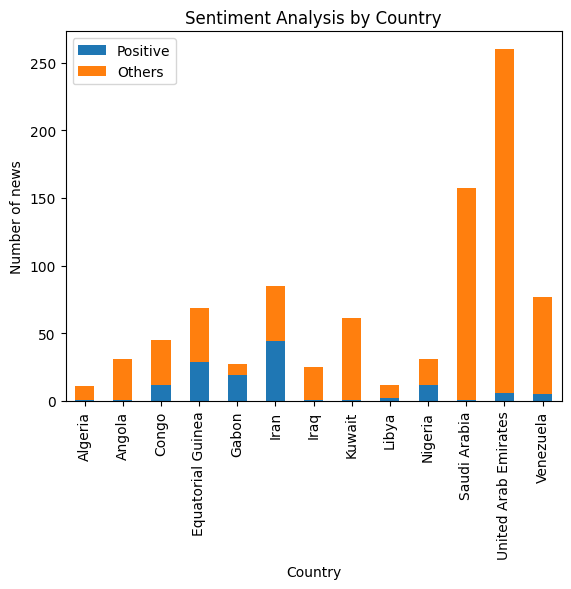 Sentiment Analysis by Country
Positive
Others
Number of news
250
200
150
100
50
0
Algeria
Angola
Congo
Equatorial Guinea
Gabon
Iran
Iraq
Kuwait
Libya
Nigeria
Saudi Arabia
United Arab Emirates
Venezuela
Country